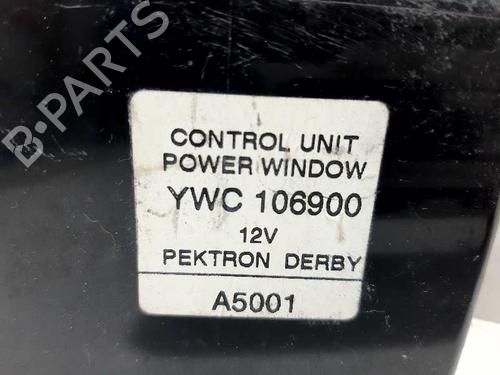 B-PARTS
CONTROL UNIT
POWER WINDOW
YWC 106900
12V
PEKTRON DERBY
A5001